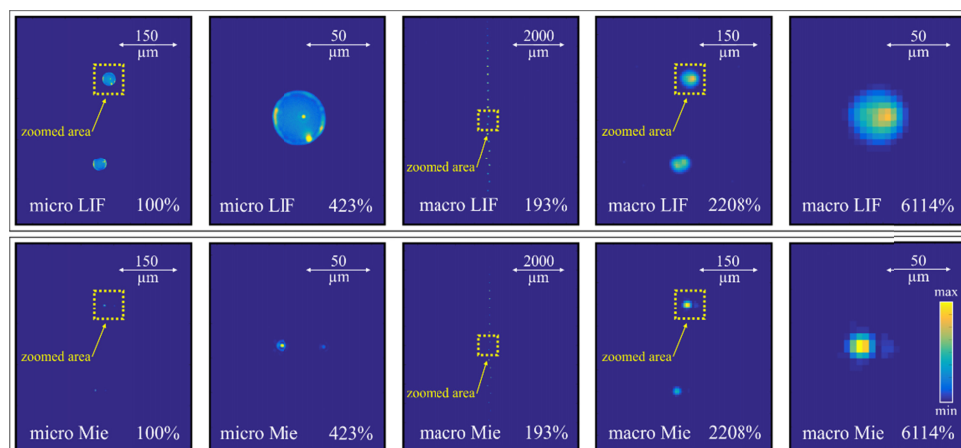 150
µm
zoomed area
micro LIF 100%
50
µm
micro LIF 423%
2000
µm
zoomed area
macro LIF 193%
150
µm
zoomed area
macro LIF 2208%
50
µm
macro LIF 6114%
150
µm
zoomed area
micro Mie 100%
50
µm
micro Mie 423%
2000
µm
zoomed area
macro Mie 193%
150
µm
zoomed area
macro Mie 2208%
50
µm
max
min
macro Mie 6114%